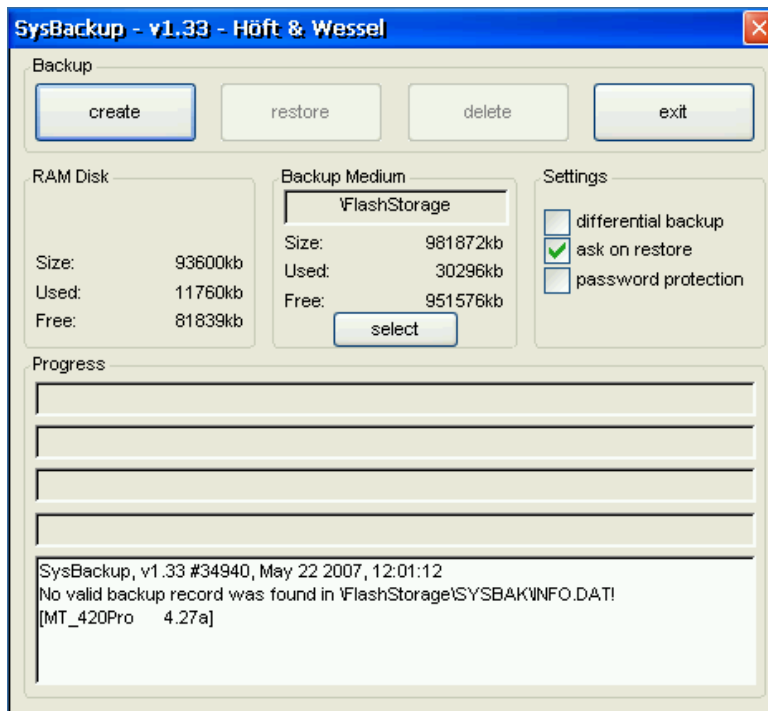 SysBackup - v1.33 - Höft & Wessel
Backup
create restore delete exit
RAM Disk
Size: 93600kb
Used: 11760kb
Free: 81839kb
Backup Medium
\FlashStorage
Size: 981872kb
Used: 30296kb
Free: 951576kb
select
Settings
differential backup
ask on restore
password protection
Progress
SysBackup, v1.33 #34940, May 22 2007, 12:01:12
No valid backup record was found in \FlashStorage\SYSBAK\INFO.DAT!
[MT_420Pro 4.27a]